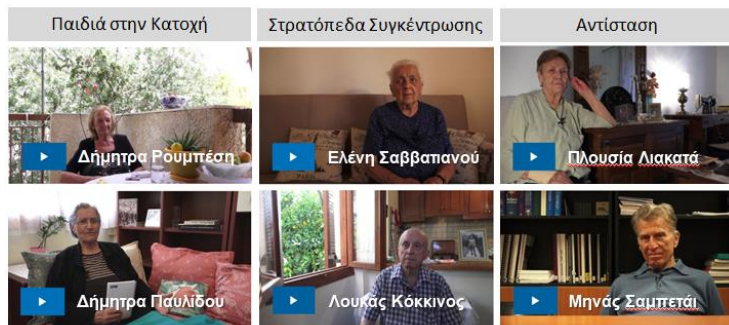 Παιδιά στην Κατοχή
Στρατόπεδα Συγκέντρωσης
Αντίσταση
Δήμητρα Ρουμπέση
Ελένη Σαββαπανού
Πλουσία Λιακατά
Δήμητρα Παυλίδου
Λουκάς Κόκκινος
Μηνάς Σαμπετάι